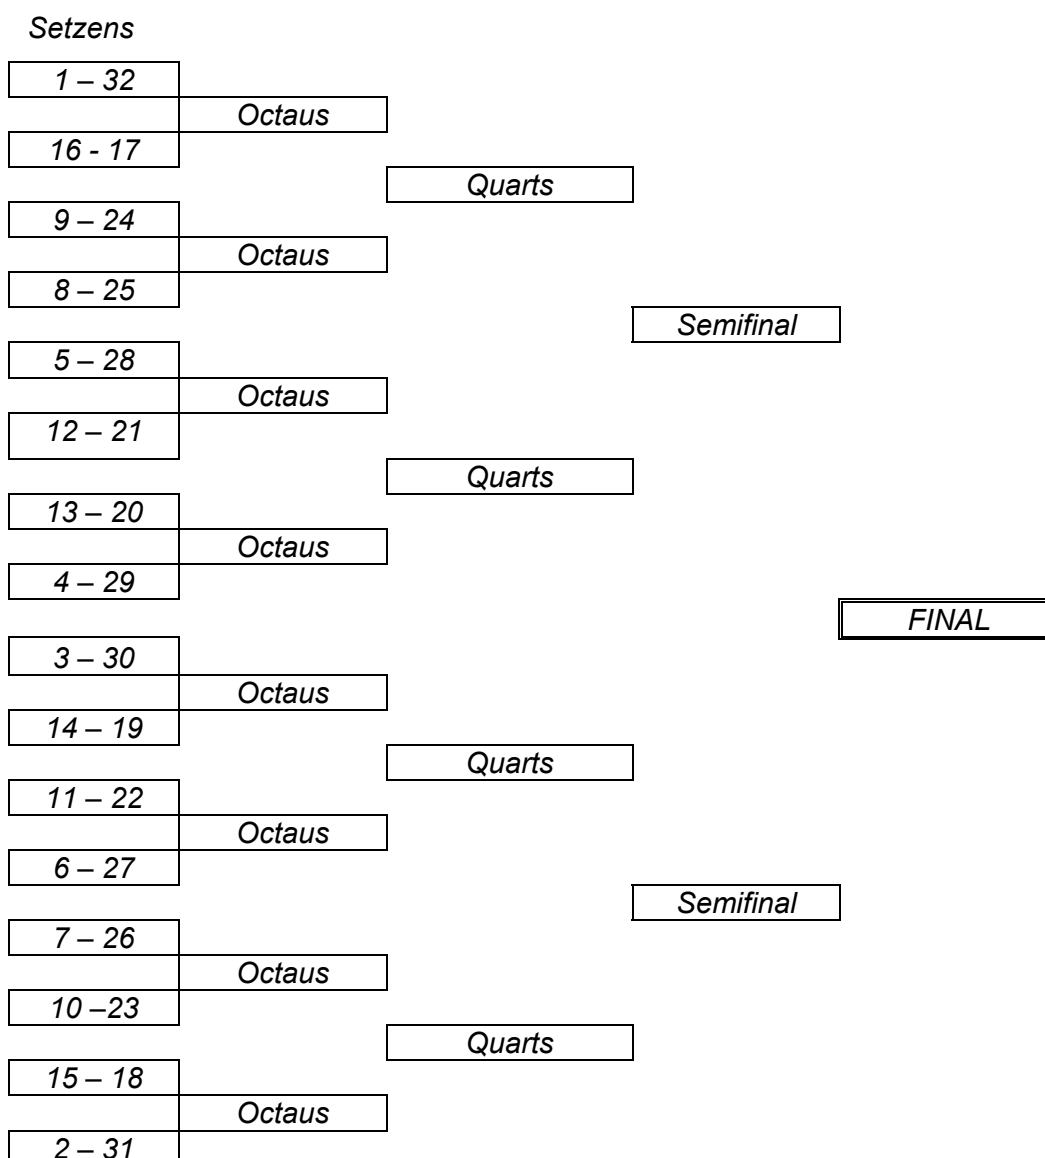 Setzens
1 – 32
Octaus
16 - 17
Quarts
9 – 24
Octaus
8 – 25
Semifinal
5 – 28
Octaus
12 – 21
Quarts
13 – 20
Octaus
4 – 29
FINAL
3 – 30
Octaus
14 – 19
Quarts
11 – 22
Octaus
6 – 27
Semifinal
7 – 26
Octaus
10 –23
Quarts
15 – 18
Octaus
2 – 31